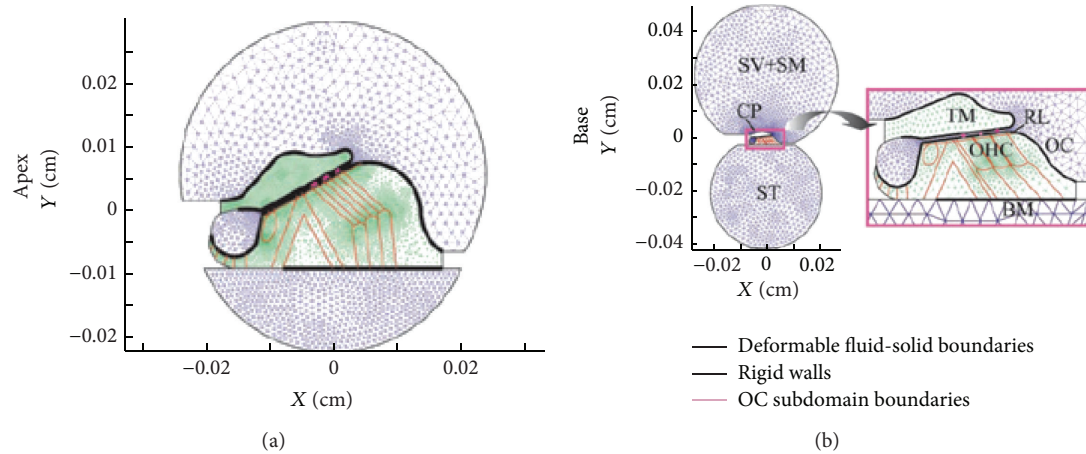 Apex
Y (cm)
0.02
0.01
0
−0.01
−0.02
−0.02
0
0.02
X (cm)
(a)
Base
Y (cm)
0.04
0.02
0
−0.02
−0.04
SV+SM
CP
ST
−0.02
0
0.02
X (cm)
TM
RL
OHC
OC
BM
Deformable fluid-solid boundaries
Rigid walls
OC subdomain boundaries
(b)